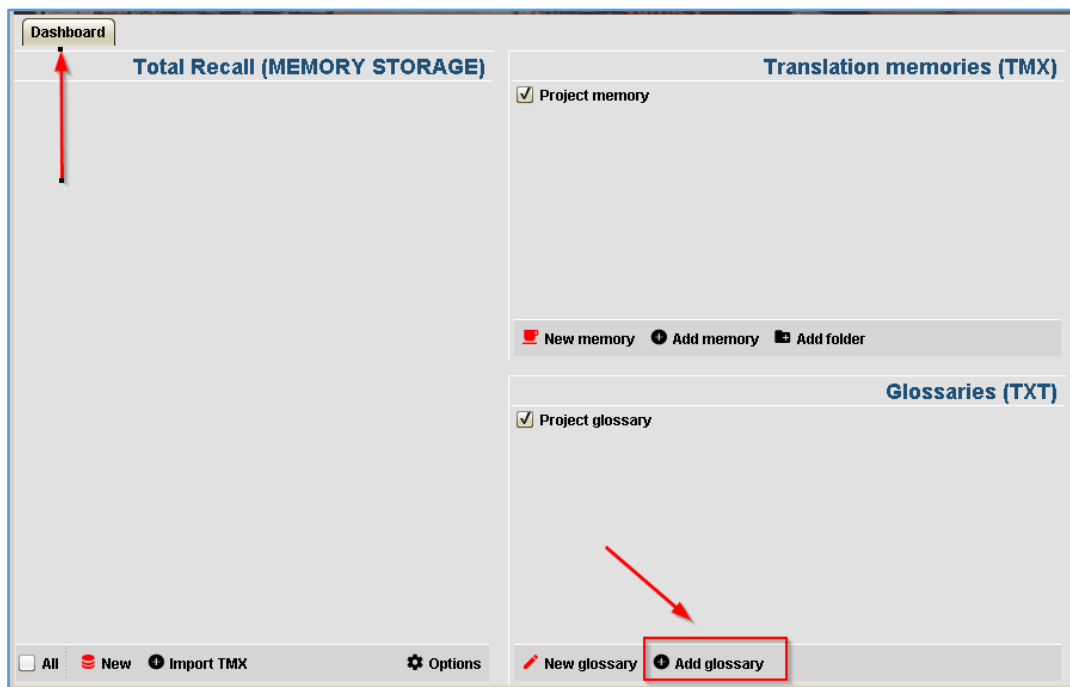 Dashboard
Total Recall (MEMORY STORAGE)
All New Import TMX Options
Translation memories (TMX)
Project memory
New memory Add memory Add folder
Glossaries (TXT)
Project glossary
New glossary Add glossary